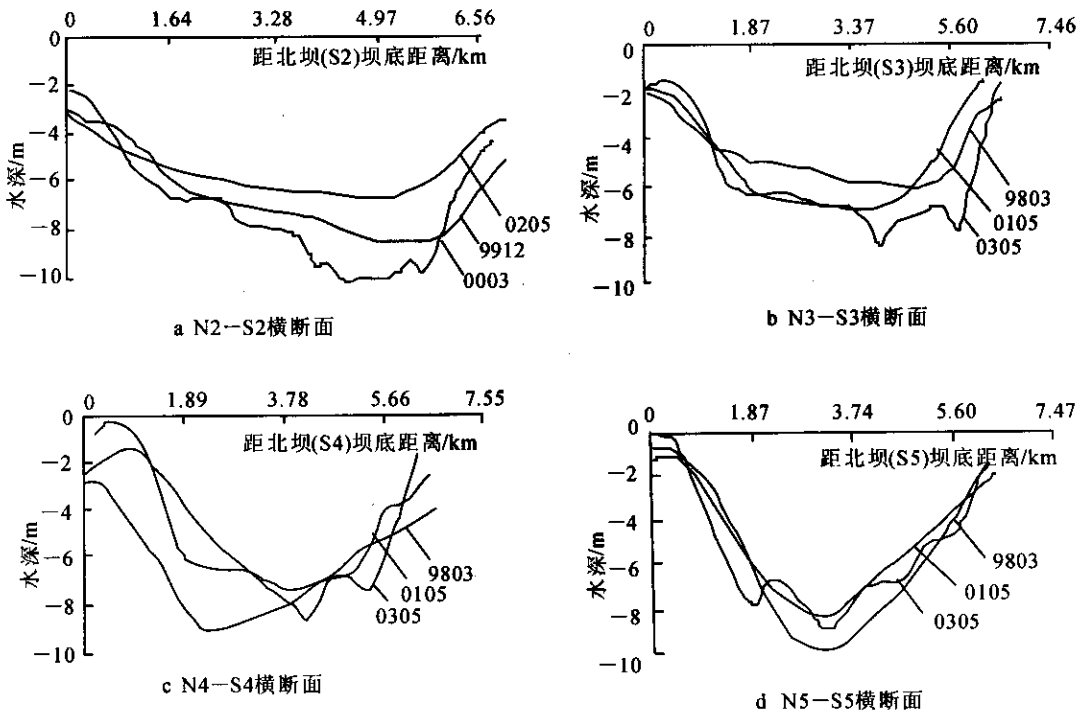 0 1.64 3.28 4.97 6.56
距北坝(S2)坝底距离/km
水深/m
0
-2
-4
-6
-8
-10
0205
9912
0003
a N2-S2横断面
0 1.87 3.37 5.60 7.46
距北坝(S3)坝底距离/km
水深/m
0
-2
-4
-6
-8
-10
9803
0105
0305
b N3-S3横断面
0 1.89 3.78 5.66 7.55
距北坝(S4)坝底距离/km
水深/m
0
-2
-4
-6
-8
-10
9803
0105
0305
c N4-S4横断面
0 1.87 3.74 5.60 7.47
距北坝(S5)坝底距离/km
水深/m
0
-2
-4
-6
-8
-10
9803
0105
0305
d N5-S5横断面